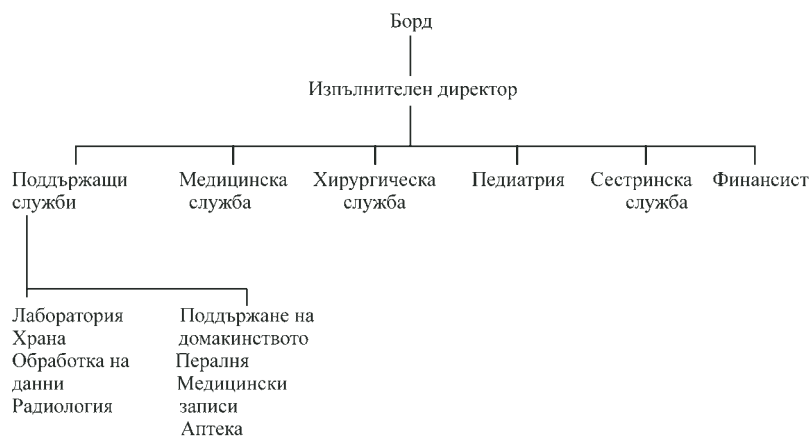 Борд
Изпълнителен директор
Поддържащи служби
Медицинска служба
Хирургическа служба
Педиатрия
Сестринска служба
Финансист
Лаборатория
Храна
Обработка на
данни
Радиология
Поддържане на
домакинството
Пералня
Медицински
записи
Аптека